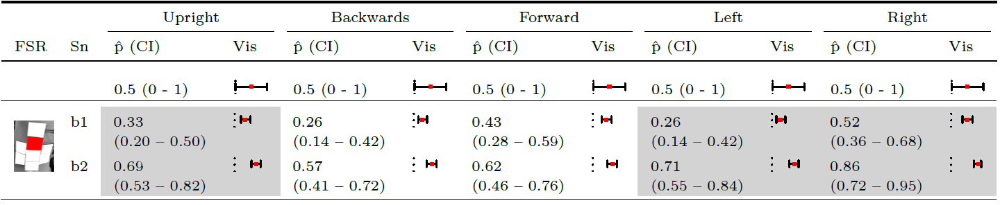 Upright Backwards Forward Left Right
FSR Sn p̂ (CI) Vis p̂ (CI) Vis p̂ (CI) Vis p̂ (CI) Vis p̂ (CI) Vis
0.5 (0 - 1) 0.5 (0 - 1) 0.5 (0 - 1) 0.5 (0 - 1) 0.5 (0 - 1)
b1 0.33 0.26 0.43 0.26 0.52
(0.20 – 0.50) (0.14 – 0.42) (0.28 – 0.59) (0.14 – 0.42) (0.36 – 0.68)
b2 0.69 0.57 0.62 0.71 0.86
(0.53 – 0.82) (0.41 – 0.72) (0.46 – 0.76) (0.55 – 0.84) (0.72 – 0.95)